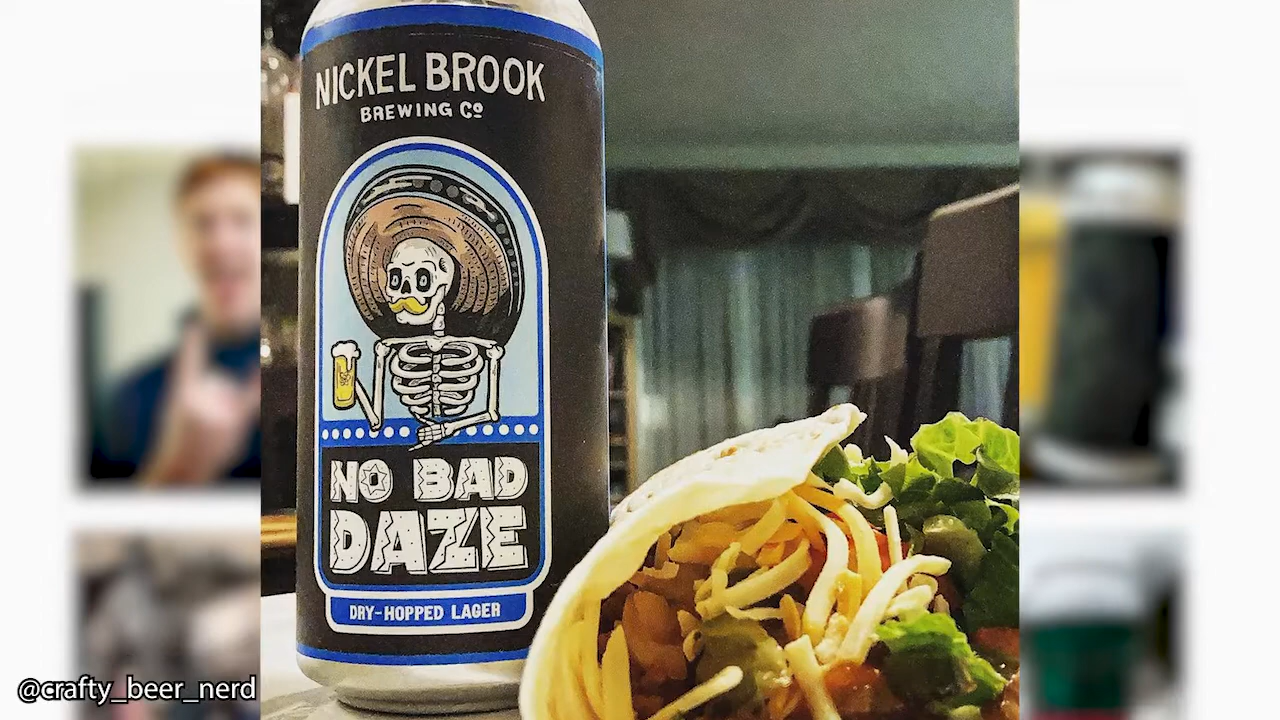 NICKEL BROOK
BREWING Co
NO BAD
DAZE
DRY-HOPPED LAGER
@crafty_beer_nerd